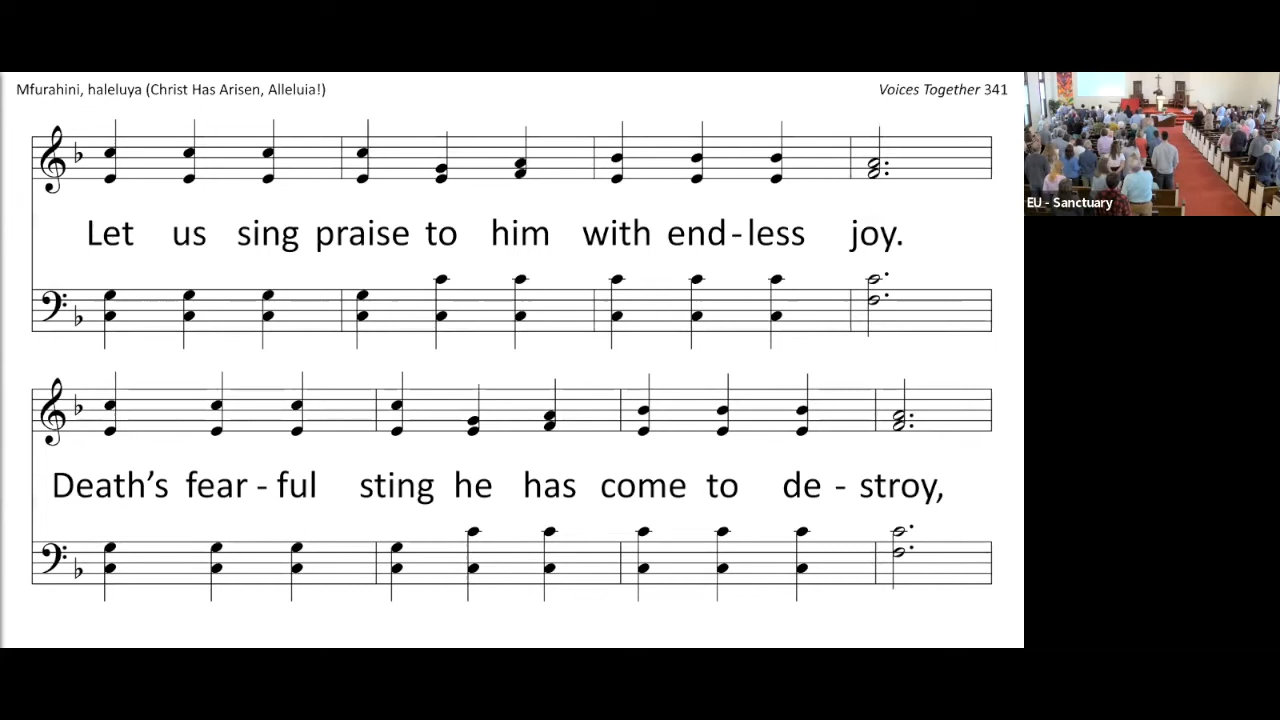 Mfurahini, haleluya (Christ Has Arisen, Alleluia!)
Voices Together 341
EU - Sanctuary
Let us sing praise to him with end-less joy.
Death's fear-ful sting he has come to de-stroy,